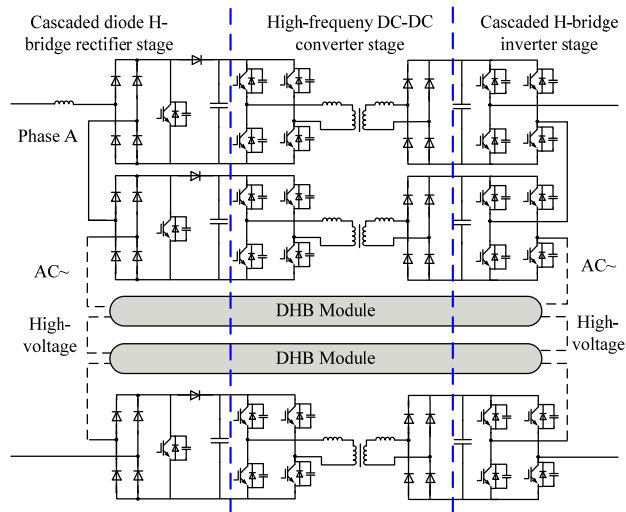 Cascaded diode H-
bridge rectifier stage
High-frequeny DC-DC
converter stage
Cascaded H-bridge
inverter stage
Phase A
AC~
High-
voltage
DHB Module
DHB Module
AC~
High-
voltage